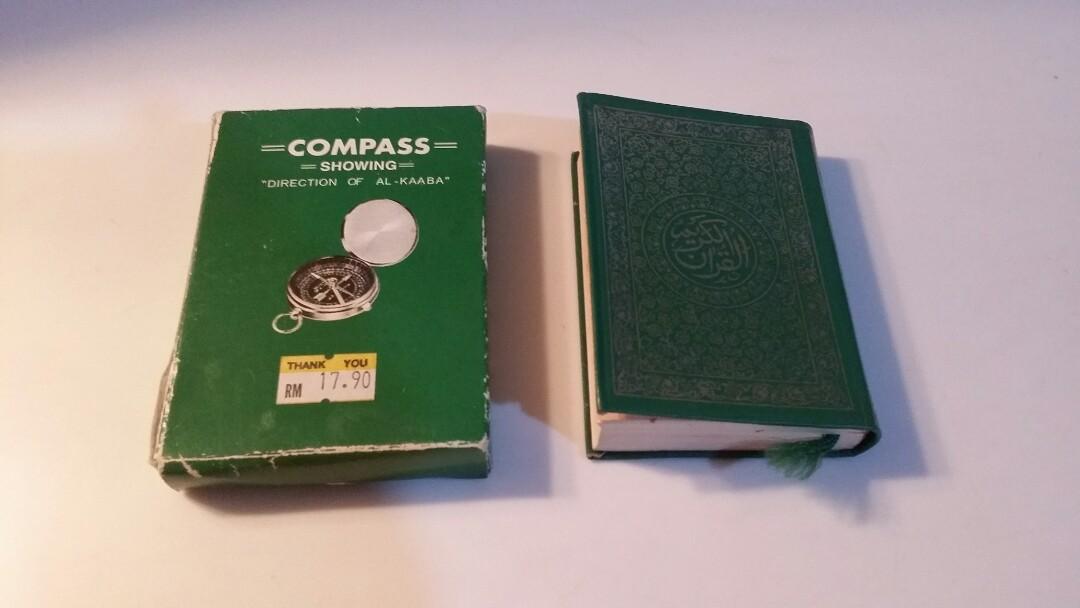 COMPASS
SHOWING
"DIRECTION OF AL-KAABA"
THANK YOU
RM 17.90
القرآن الكريم